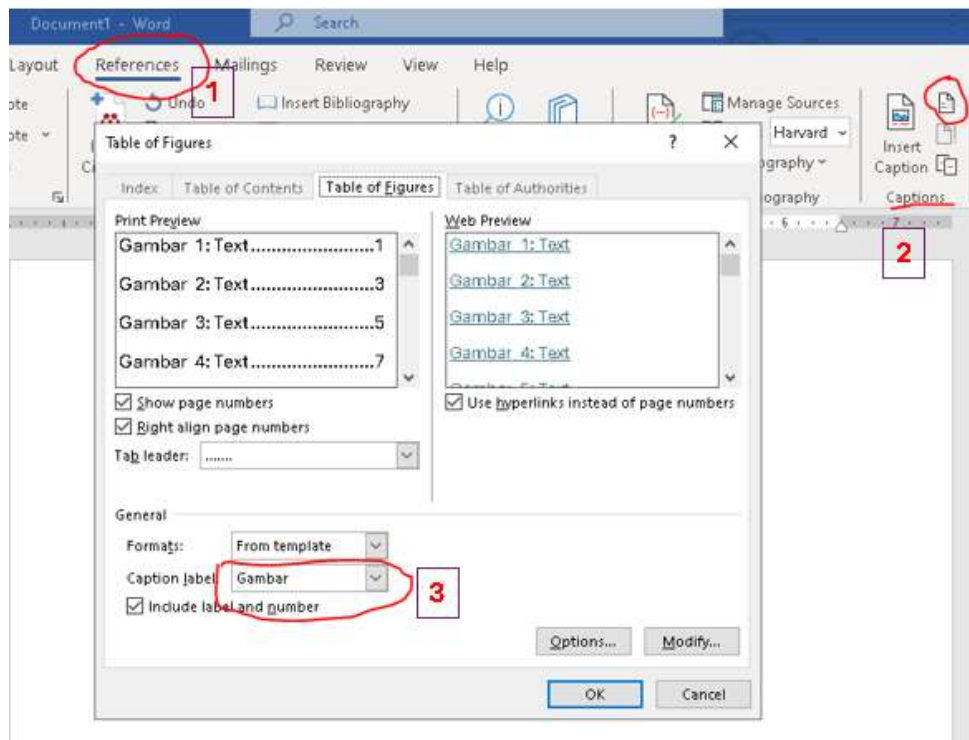 Document1 - Word
Search
Layout References Mailings Review View Help
1
Undo
Insert Bibliography
Manage Sources
Harvard
Insert
Caption
Captions
2
Table of Figures ? ×
Index Table of Contents Table of Figures Table of Authorities
Print Preview
Gambar 1: Text.........................1
Gambar 2: Text.........................3
Gambar 3: Text.........................5
Gambar 4: Text.........................7
Show page numbers
Right align page numbers
Tab leader: .......
Web Preview
Gambar 1: Text
Gambar 2: Text
Gambar 3: Text
Gambar 4: Text
Use hyperlinks instead of page numbers
General
Formats: From template
Caption label: Gambar
3
Include label and number
Options... Modify...
OK Cancel
6
7